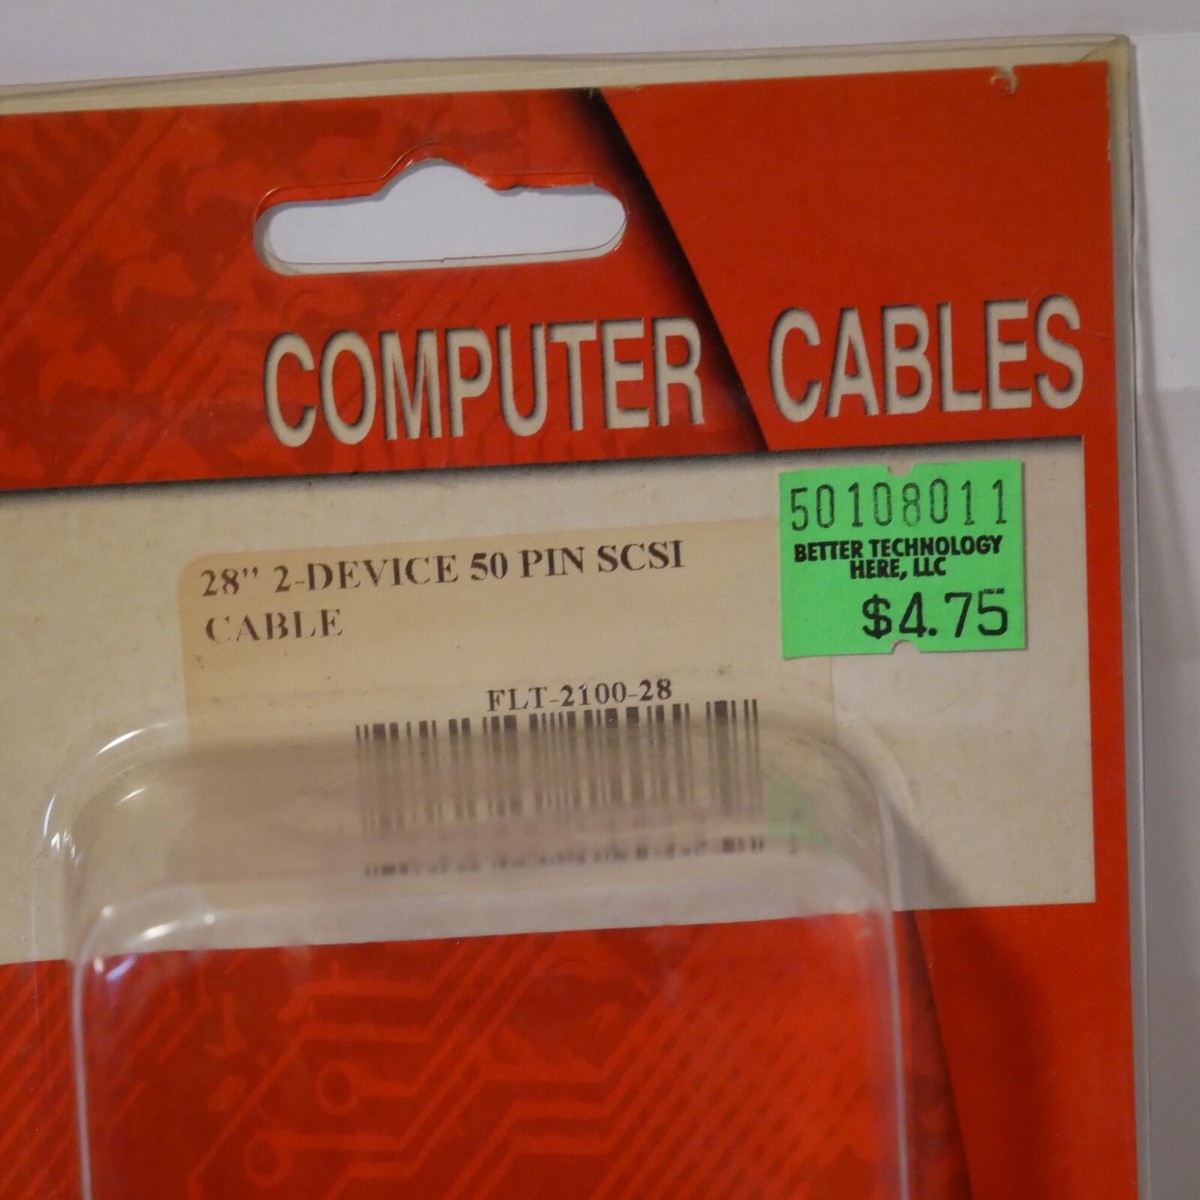 COMPUTER CABLES
50108011
BETTER TECHNOLOGY
HERE, LLC
$4.75
28" 2-DEVICE 50 PIN SCSI
CABLE
FLT-2100-28